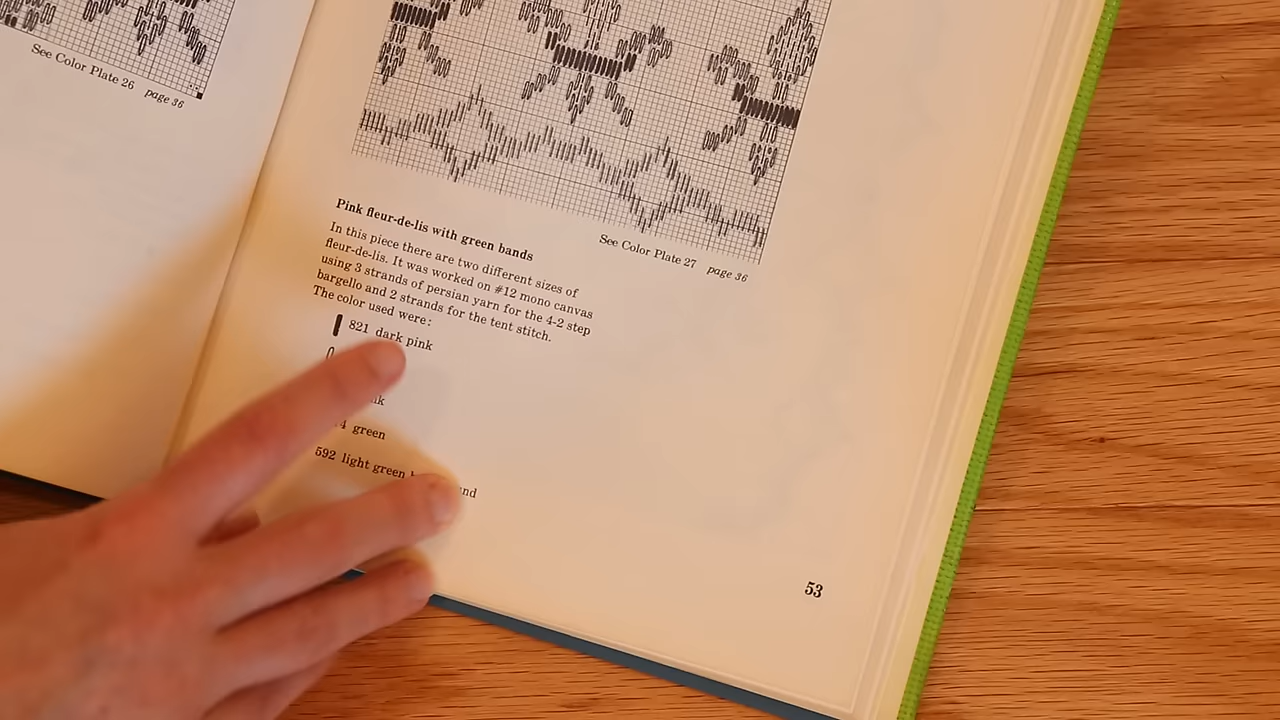 See Color Plate 26 page 36
See Color Plate 27 page 36
Pink fleur-de-lis with green bands
In this piece there are two different sizes of
fleur-de-lis. It was worked on #12 mono canvas
using 3 strands of persian yarn for the 4-2 step
bargello and 2 strands for the tent stitch.
The color used were:
821 dark pink
green
592 light green
53